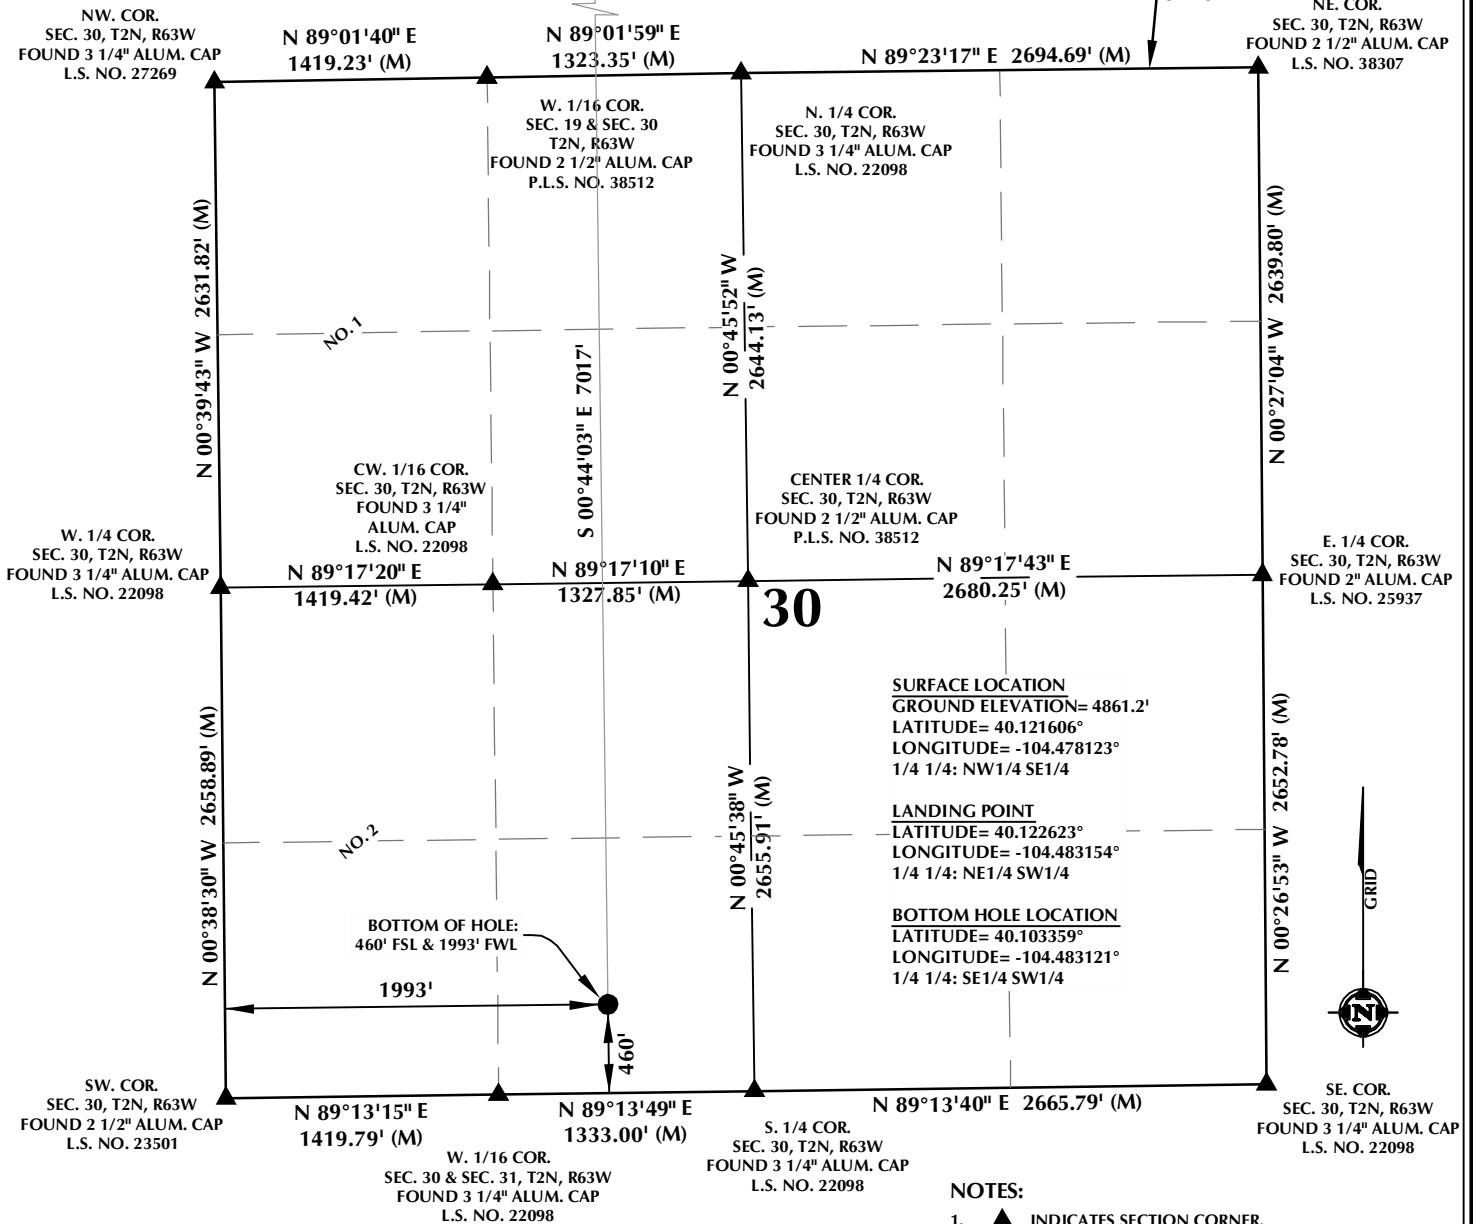 NW. COR.
SEC. 30, T2N, R63W
FOUND 3 1/4" ALUM. CAP
L.S. NO. 27269
N 89°01'40" E
1419.23' (M)
N 89°01'59" E
1323.35' (M)
N 89°23'17" E 2694.69' (M)
NE. COR.
SEC. 30, T2N, R63W
FOUND 2 1/2" ALUM. CAP
L.S. NO. 38307
W. 1/16 COR.
SEC. 19 & SEC. 30
T2N, R63W
FOUND 2 1/2" ALUM. CAP
P.L.S. NO. 38512
N. 1/4 COR.
SEC. 30, T2N, R63W
FOUND 3 1/4" ALUM. CAP
L.S. NO. 22098
N 00°39'43" W 2631.82' (M)
NO.1
S 00°44'03" E 7017'
N 00°45'52" W
2644.13' (M)
N 00°27'04" W 2639.80' (M)
CW. 1/16 COR.
SEC. 30, T2N, R63W
FOUND 3 1/4"
ALUM. CAP
L.S. NO. 22098
CENTER 1/4 COR.
SEC. 30, T2N, R63W
FOUND 2 1/2" ALUM. CAP
P.L.S. NO. 38512
W. 1/4 COR.
SEC. 30, T2N, R63W
FOUND 3 1/4" ALUM. CAP
L.S. NO. 22098
E. 1/4 COR.
SEC. 30, T2N, R63W
FOUND 2" ALUM. CAP
L.S. NO. 25937
N 89°17'20" E
1419.42' (M)
N 89°17'10" E
1327.85' (M)
N 89°17'43" E
2680.25' (M)
30
SURFACE LOCATION
GROUND ELEVATION= 4861.2'
LATITUDE= 40.121606°
LONGITUDE= -104.478123°
1/4 1/4: NW1/4 SE1/4
LANDING POINT
LATITUDE= 40.122623°
LONGITUDE= -104.483154°
1/4 1/4: NE1/4 SW1/4
BOTTOM HOLE LOCATION
LATITUDE= 40.103359°
LONGITUDE= -104.483121°
1/4 1/4: SE1/4 SW1/4
N 00°38'30" W 2658.89' (M)
NO.2
N 00°45'38" W
2655.91' (M)
N 00°26'53" W 2652.78' (M)
GRID
N
BOTTOM OF HOLE:
460' FSL & 1993' FWL
1993'
460'
SW. COR.
SEC. 30, T2N, R63W
FOUND 2 1/2" ALUM. CAP
L.S. NO. 23501
N 89°13'15" E
1419.79' (M)
N 89°13'49" E
1333.00' (M)
N 89°13'40" E 2665.79' (M)
SE. COR.
SEC. 30, T2N, R63W
FOUND 3 1/4" ALUM. CAP
L.S. NO. 22098
W. 1/16 COR.
SEC. 30 & SEC. 31, T2N, R63W
FOUND 3 1/4" ALUM. CAP
L.S. NO. 22098
S. 1/4 COR.
SEC. 30, T2N, R63W
FOUND 3 1/4" ALUM. CAP
L.S. NO. 22098
NOTES:
1. INDICATES SECTION CORNER.